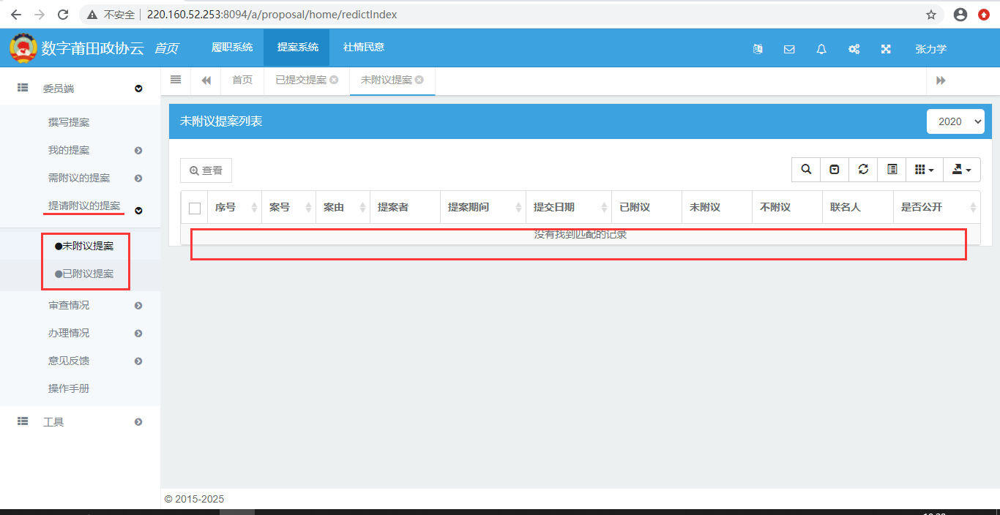 不安全 220.160.52.253:8094/a/proposal/home/redictIndex
数字莆田政协云 首页 履职系统 提案系统 社情民意 张力学
委员端
首页 已提交提案 未附议提案
撰写提案
我的提案
需附议的提案
提请附议的提案
未附议提案
已附议提案
审查情况
办理情况
意见反馈
操作手册
工具
未附议提案列表 2020
查看
序号 案号 案由 提案者 提案期间 提交日期 已附议 未附议 不附议 联名人 是否公开
没有找到匹配的记录
© 2015-2025